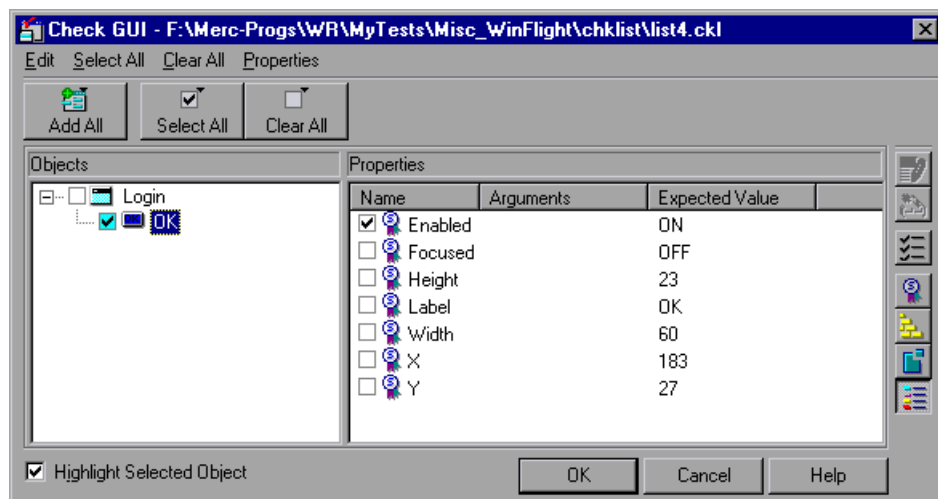 Check GUI - F:\Merc-Progs\WR\MyTests\Misc_WinFlight\chklist\list4.ckl
Edit Select All Clear All Properties
Add All Select All Clear All
Objects Properties
Login
OK
Name Arguments Expected Value
Enabled ON
Focused OFF
Height 23
Label OK
Width 60
X 183
Y 27
Highlight Selected Object OK Cancel Help